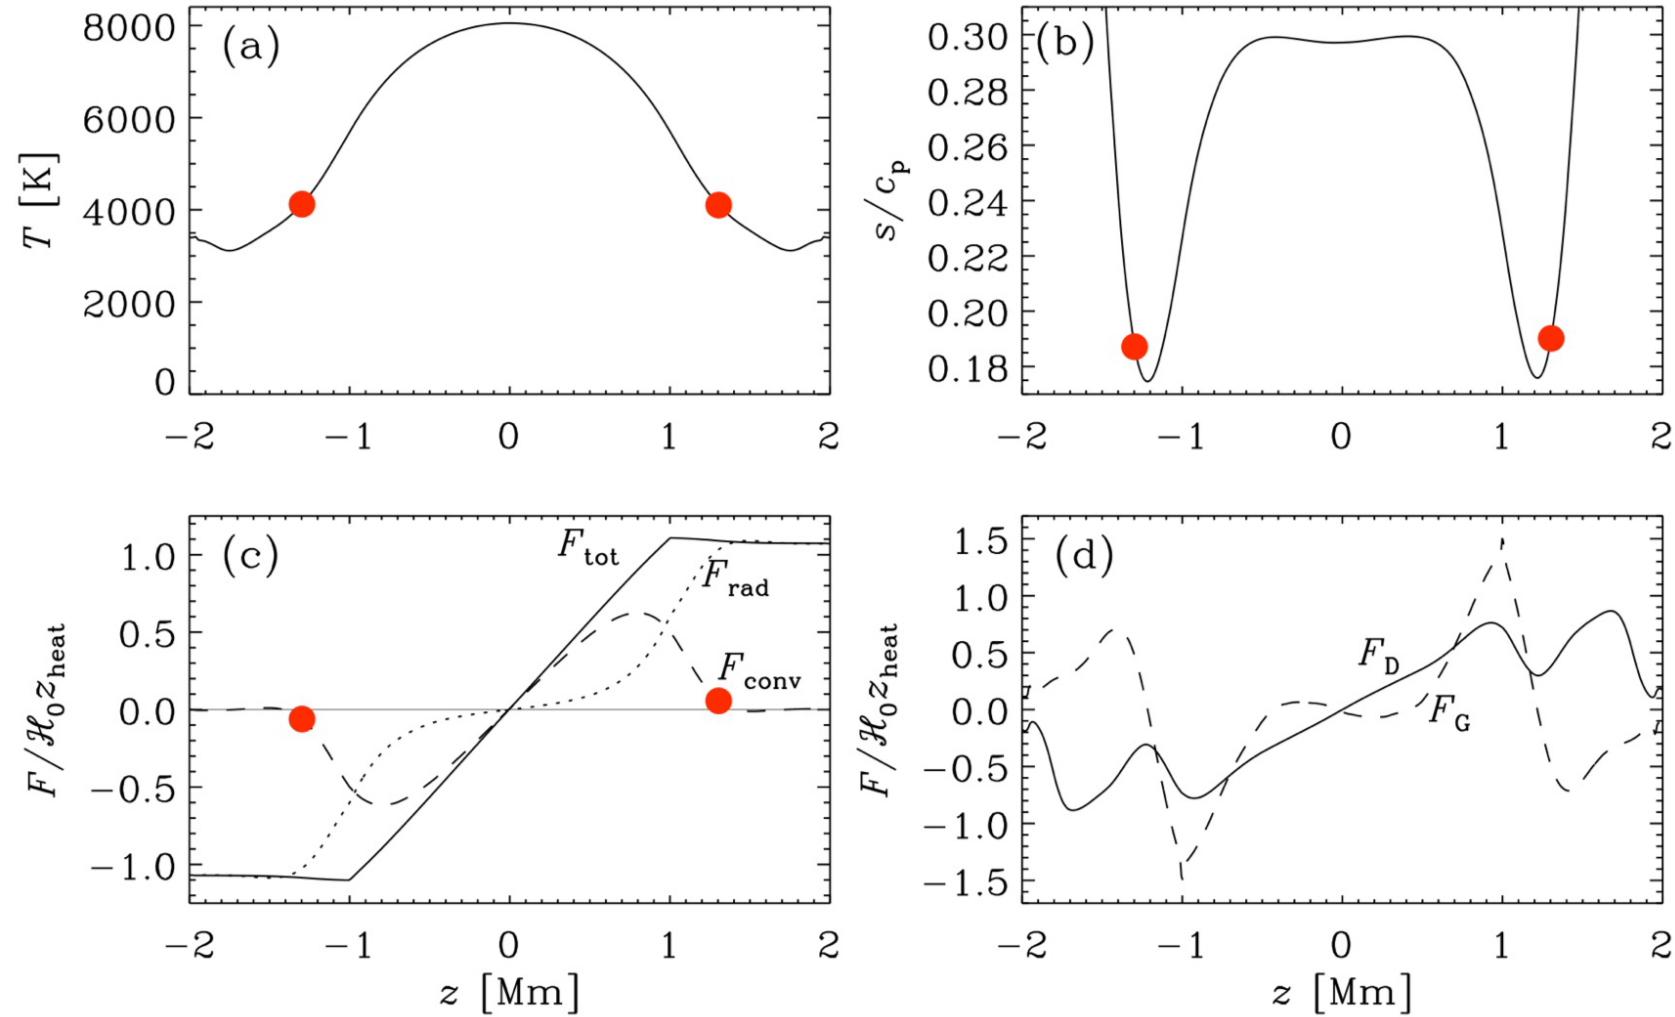 (a)
T [K]
8000
6000
4000
2000
0
−2 −1 0 1 2
(b)
s/cp
0.30
0.28
0.26
0.24
0.22
0.20
0.18
−2 −1 0 1 2
(c)
F/ℋ0zheat
1.0
0.5
0.0
−0.5
−1.0
Ftot
Frad
Fconv
−2 −1 0 1 2
z [Mm]
(d)
F/ℋ0zheat
1.5
1.0
0.5
0.0
−0.5
−1.0
−1.5
FD
FG
−2 −1 0 1 2
z [Mm]